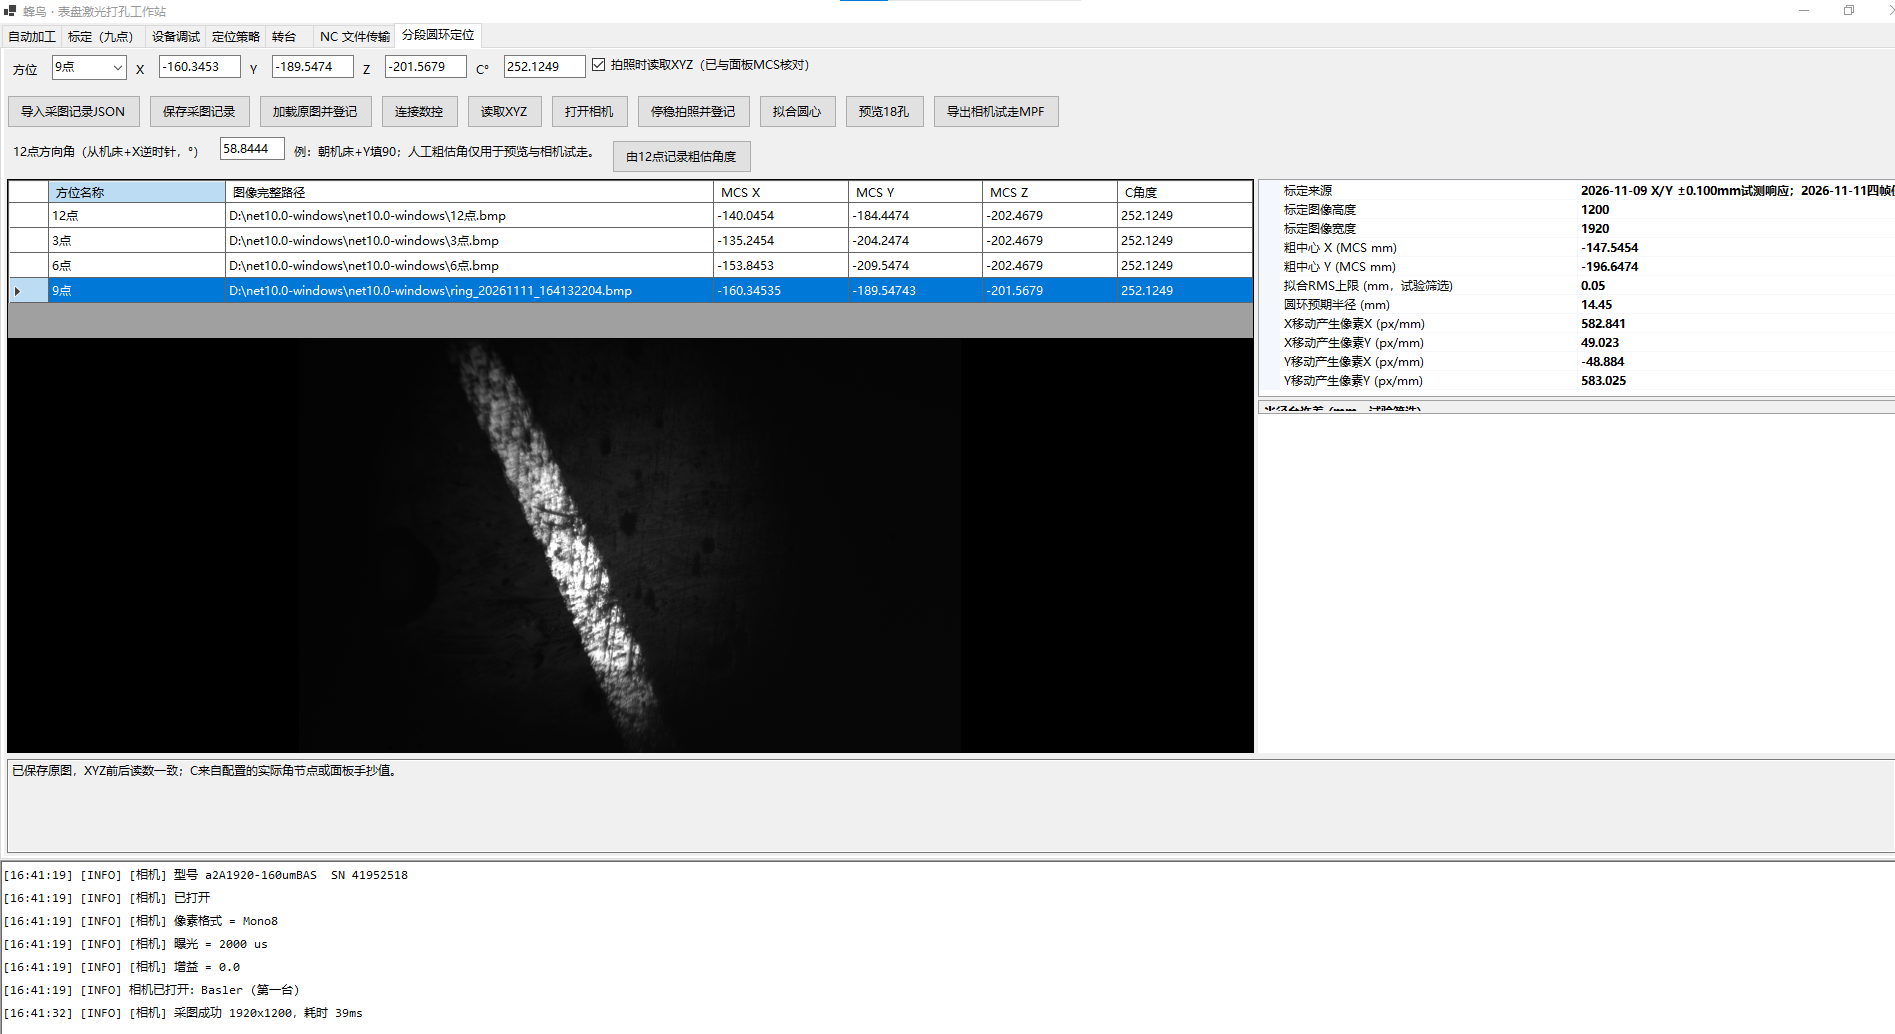 蜂鸟 · 表盘激光打孔工作站
自动加工 标定（九点） 设备调试 定位策略 转台 NC 文件传输 分段圆环定位
方位 9点 X -160.3453 Y -189.5474 Z -201.5679 C° 252.1249 拍照时读取XYZ（已与面板MCS核对）
导入采图记录JSON 保存采图记录 加载原图并登记 连接数控 读取XYZ 打开相机 停稳拍照并登记 拟合圆心 预览18孔 导出相机试走MPF
12点方向角（从机床+X逆时针，°） 58.8444 例：朝机床+Y填90；人工粗估角仅用于预览与相机试走。 由12点记录粗估角度
方位名称 图像完整路径 MCS X MCS Y MCS Z C角度
12点 D:\net10.0-windows\net10.0-windows\12点.bmp -140.0454 -184.4474 -202.4679 252.1249
3点 D:\net10.0-windows\net10.0-windows\3点.bmp -135.2454 -204.2474 -202.4679 252.1249
6点 D:\net10.0-windows\net10.0-windows\6点.bmp -153.8453 -209.5474 -202.4679 252.1249
9点 D:\net10.0-windows\net10.0-windows\ring_20261111_164132204.bmp -160.34535 -189.54743 -201.5679 252.1249
标定来源 2026-11-09 X/Y ±0.100mm试测响应；2026-11-11四帧
标定图像高度 1200
标定图像宽度 1920
粗中心 X (MCS mm) -147.5454
粗中心 Y (MCS mm) -196.6474
拟合RMS上限 (mm，试验筛选) 0.05
圆环预期半径 (mm) 14.45
X移动产生像素X (px/mm) 582.841
X移动产生像素Y (px/mm) 49.023
Y移动产生像素X (px/mm) -48.884
Y移动产生像素Y (px/mm) 583.025
已保存原图，XYZ前后读数一致；C来自配置的实际角节点或面板手抄值。
[16:41:19] [INFO] [相机] 型号 a2A1920-160umBAS SN 41952518
[16:41:19] [INFO] [相机] 已打开
[16:41:19] [INFO] [相机] 像素格式 = Mono8
[16:41:19] [INFO] [相机] 曝光 = 2000 us
[16:41:19] [INFO] [相机] 增益 = 0.0
[16:41:19] [INFO] 相机已打开: Basler (第一台)
[16:41:32] [INFO] [相机] 采图成功 1920x1200，耗时 39ms